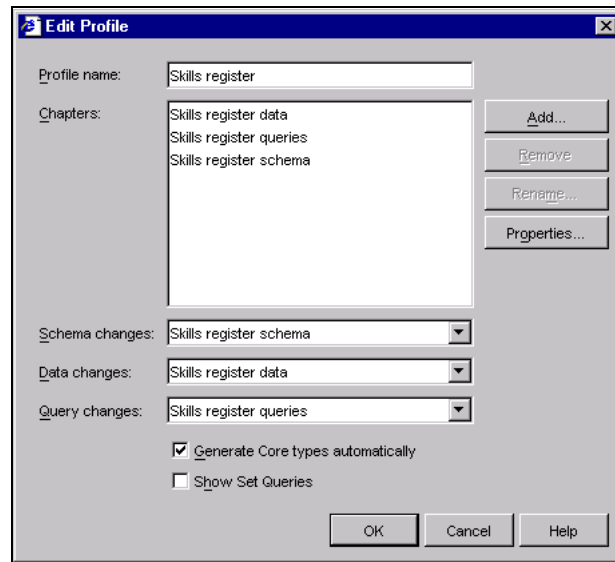 Edit Profile
Profile name: Skills register
Chapters: Skills register data
Skills register queries
Skills register schema
Add...
Remove
Rename...
Properties...
Schema changes: Skills register schema
Data changes: Skills register data
Query changes: Skills register queries
Generate Core types automatically
Show Set Queries
OK Cancel Help